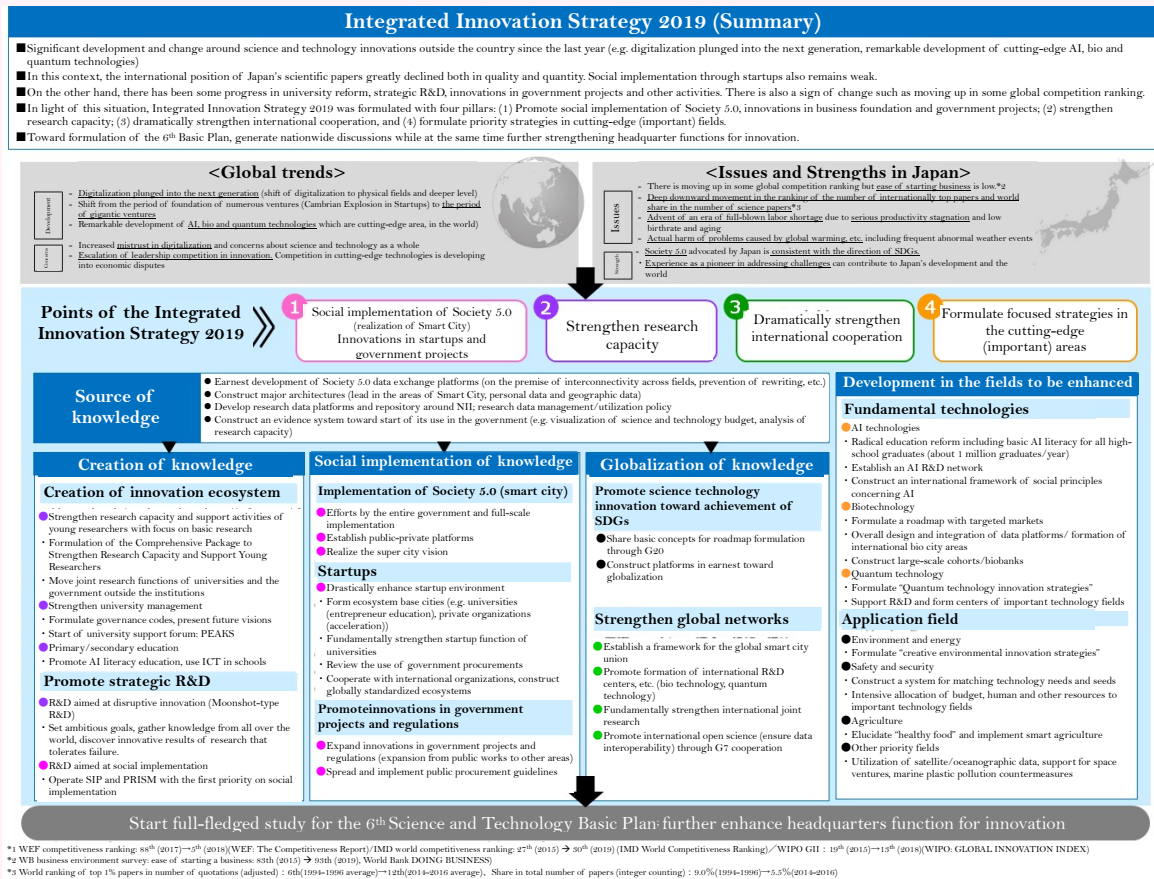 Integrated Innovation Strategy 2019 (Summary)
■Significant development and change around science and technology innovations outside the country since the last year (e.g. digitalization plunged into the next generation, remarkable development of cutting-edge AI, bio and
quantum technologies)
■In this context, the international position of Japan's scientific papers greatly declined both in quality and quantity. Social implementation through startups also remains weak.
■On the other hand, there has been some progress in university reform, strategic R&D, innovations in government projects and other activities. There is also a sign of change such as moving up in some global competition ranking.
■In light of this situation, Integrated Innovation Strategy 2019 was formulated with four pillars: (1) Promote social implementation of Society 5.0, innovations in business foundation and government projects; (2) strengthen
research capacity; (3) dramatically strengthen international cooperation, and (4) formulate priority strategies in cutting-edge (important) fields.
■Toward formulation of the 6th Basic Plan, generate nationwide discussions while at the same time further strengthening headquarter functions for innovation.
<Global trends>
Development
- Digitalization plunged into the next generation (shift of digitalization to physical fields and deeper level)
- Shift from the period of foundation of numerous ventures (Cambrian Explosion in Startups) to the period
of gigantic ventures
- Remarkable development of AI, bio and quantum technologies which are cutting-edge area, in the world)
Concern
- Increased mistrust in digitalization and concerns about science and technology as a whole
- Escalation of leadership competition in innovation. Competition in cutting-edge technologies is developing
into economic disputes
<Issues and Strengths in Japan>
Issues
- There is moving up in some global competition ranking but ease of starting business is low.*2
- Deep downward movement in the ranking of the number of internationally top papers and world
share in the number of science papers*3
- Advent of an era of full-blown labor shortage due to serious productivity stagnation and low
birthrate and aging
- Actual harm of problems caused by global warming, etc. including frequent abnormal weather events
Strength
- Society 5.0 advocated by Japan is consistent with the direction of SDGs.
・Experience as a pioneer in addressing challenges can contribute to Japan's development and the
world
Points of the Integrated
Innovation Strategy 2019
1
Social implementation of Society 5.0
(realization of Smart City)
Innovations in startups and
government projects
2
Strengthen research
capacity
3
Dramatically strengthen
international cooperation
4
Formulate focused strategies in
the cutting-edge
(important) areas
Source of
knowledge
● Earnest development of Society 5.0 data exchange platforms (on the premise of interconnectivity across fields, prevention of rewriting, etc.)
● Construct major architectures (lead in the areas of Smart City, personal data and geographic data)
● Develop research data platforms and repository around NII; research data management/utilization policy
● Construct an evidence system toward start of its use in the government (e.g. visualization of science and technology budget, analysis of
research capacity)
Creation of knowledge
Creation of innovation ecosystem
●Strengthen research capacity and support activities of
young researchers with focus on basic research
・Formulation of the Comprehensive Package to
Strengthen Research Capacity and Support Young
Researchers
・Move joint research functions of universities and the
government outside the institutions
●Strengthen university management
・Formulate governance codes, present future visions
・Start of university support forum: PEAKS
●Primary/secondary education
・Promote AI literacy education, use ICT in schools
Promote strategic R&D
●R&D aimed at disruptive innovation (Moonshot-type
R&D)
・Set ambitious goals, gather knowledge from all over the
world, discover innovative results of research that
tolerates failure.
●R&D aimed at social implementation
・Operate SIP and PRISM with the first priority on social
implementation
Social implementation of knowledge
Implementation of Society 5.0 (smart city)
●Efforts by the entire government and full-scale
implementation
●Establish public-private platforms
●Realize the super city vision
Startups
●Drastically enhance startup environment
・Form ecosystem base cities (e.g. universities
(entrepreneur education), private organizations
(acceleration))
・Fundamentally strengthen startup function of
universities
・Review the use of government procurements
・Cooperate with international organizations, construct
globally standardized ecosystems
Promoteinnovations in government
projects and regulations
●Expand innovations in government projects and
regulations (expansion from public works to other areas)
●Spread and implement public procurement guidelines
Globalization of knowledge
Promote science technology
innovation toward achievement of
SDGs
●Share basic concepts for roadmap formulation
through G20
●Construct platforms in earnest toward
globalization
Strengthen global networks
●Establish a framework for the global smart city
union
●Promote formation of international R&D
centers, etc. (bio technology, quantum
technology)
●Fundamentally strengthen international joint
research
●Promote international open science (ensure data
interoperability) through G7 cooperation
Development in the fields to be enhanced
Fundamental technologies
●AI technologies
・Radical education reform including basic AI literacy for all high-
school graduates (about 1 million graduates/year)
・Establish an AI R&D network
・Construct an international framework of social principles
concerning AI
●Biotechnology
・Formulate a roadmap with targeted markets
・Overall design and integration of data platforms/ formation of
international bio city areas
・Construct large-scale cohorts/biobanks
●Quantum technology
・Formulate “Quantum technology innovation strategies”
・Support R&D and form centers of important technology fields
Application field
●Environment and energy
・Formulate “creative environmental innovation strategies”
●Safety and security
・Construct a system for matching technology needs and seeds
・Intensive allocation of budget, human and other resources to
important technology fields
●Agriculture
・Elucidate “healthy food” and implement smart agriculture
●Other priority fields
・Utilization of satellite/oceanographic data, support for space
ventures, marine plastic pollution countermeasures
Start full-fledged study for the 6th Science and Technology Basic Plan: further enhance headquarters function for innovation
*1 WEF competitiveness ranking: 88th (2017)→5th (2018)(WEF: The Competitiveness Report)/IMD world competitiveness ranking: 27th (2015) → 30th (2019) (IMD World Competitiveness Ranking)／WIPO GII：19th (2015)→13th (2018)(WIPO: GLOBAL INNOVATION INDEX)
*2 WB business environment survey: ease of starting a business: 83th (2015) → 93th (2019), World Bank DOING BUSINESS)
*3 World ranking of top 1% papers in number of quotations (adjusted)：6th(1994-1996 average)→12th(2014-2016 average)、Share in total number of papers (integer counting)：9.0%(1994-1996)→5.5%(2014-2016)